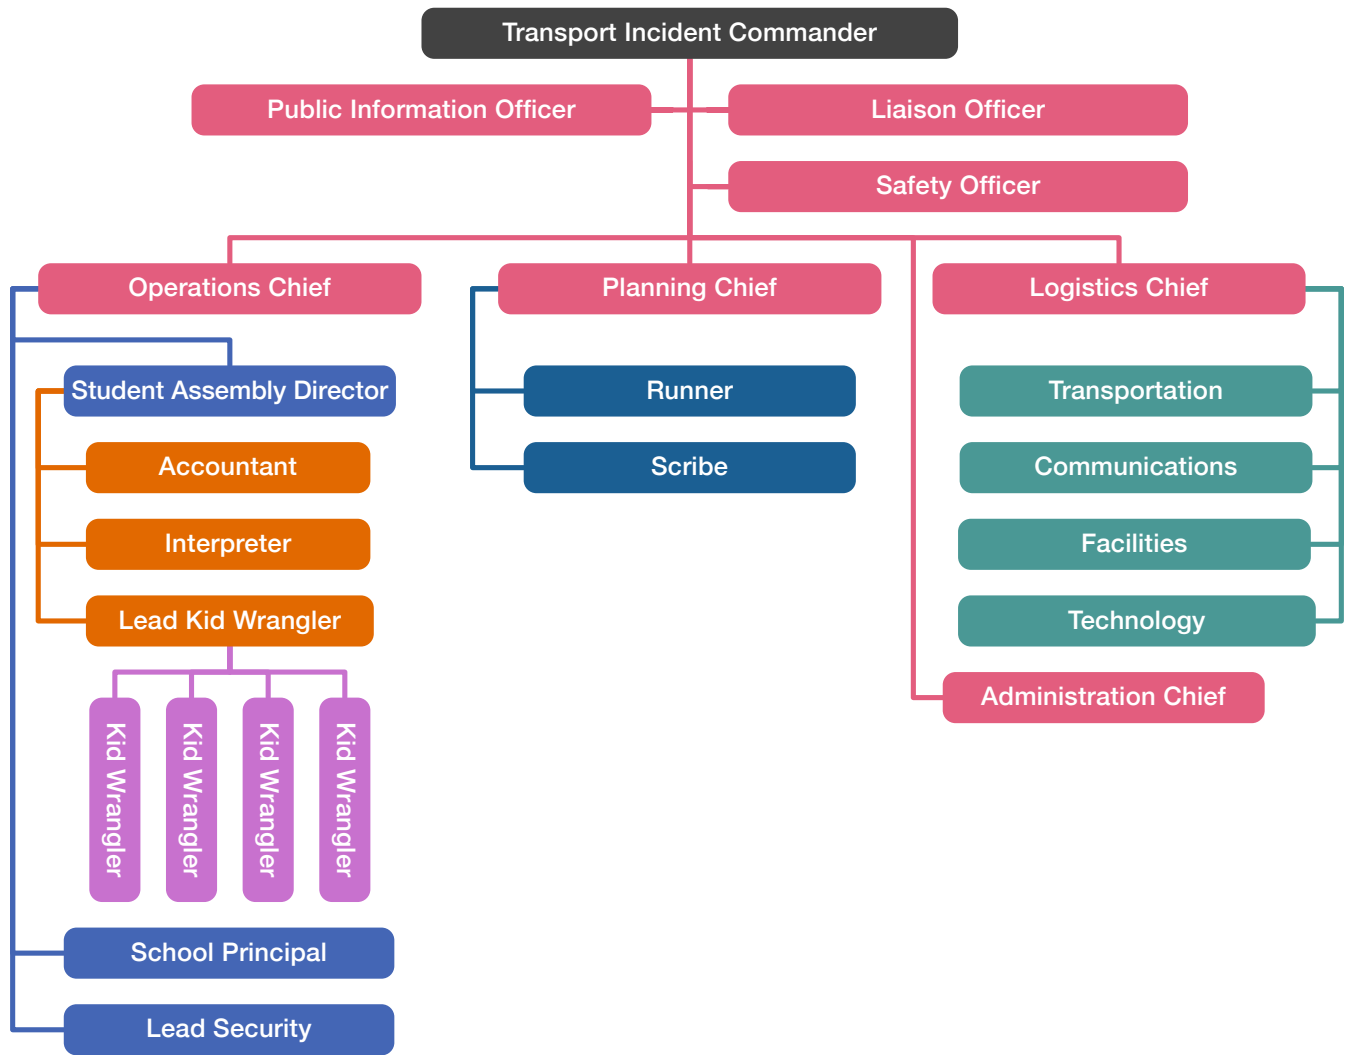 Transport Incident Commander
Public Information Officer
Liaison Officer
Safety Officer
Operations Chief
Planning Chief
Logistics Chief
Student Assembly Director
Runner
Transportation
Accountant
Scribe
Communications
Interpreter
Facilities
Lead Kid Wrangler
Technology
Administration Chief
Kid Wrangler
Kid Wrangler
Kid Wrangler
Kid Wrangler
School Principal
Lead Security